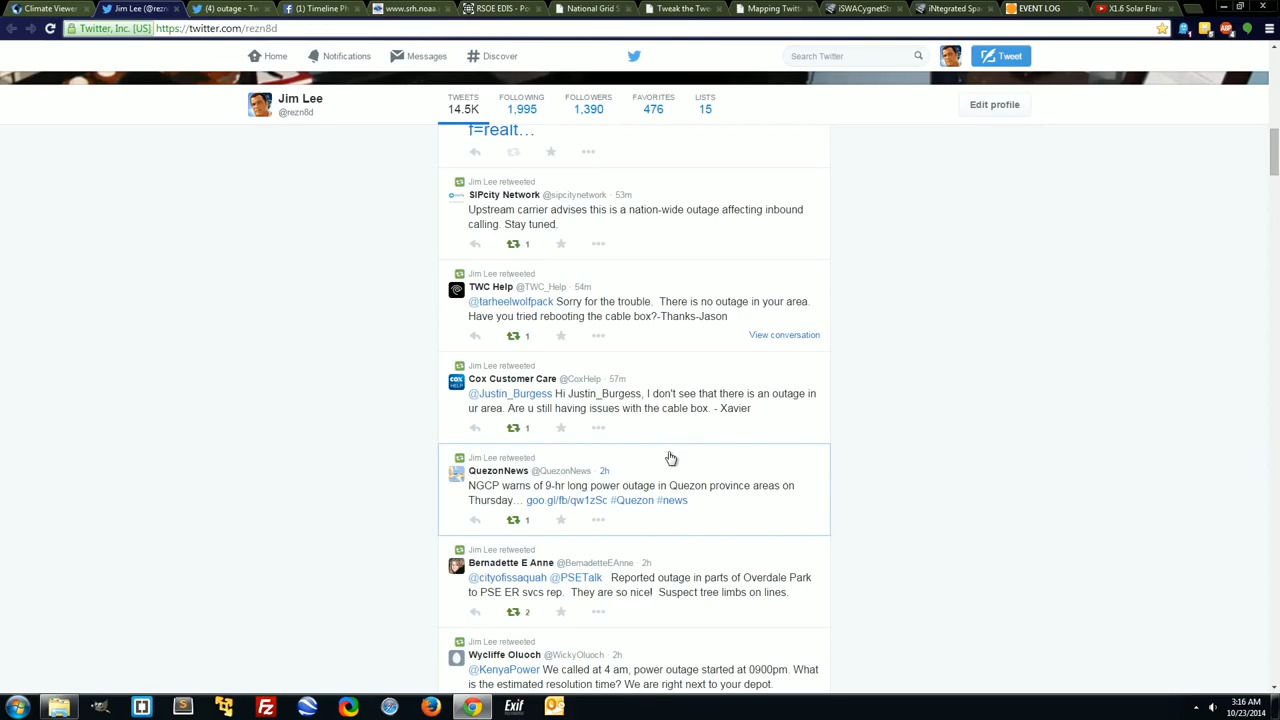 Climate Viewer
Jim Lee (@rezn
(4) outage - Tw
(1) Timeline Ph
www.srh.noaa.
RSOE EDIS - Po
National Grid S
Tweak the Twe
Mapping Twitt
iSWACygnetStr
iNtegrated Spa
EVENT LOG
X1.6 Solar Flare
Twitter, Inc. [US]
https://twitter.com/rezn8d
Home
Notifications
Messages
Discover
Search Twitter
Tweet
Jim Lee
@rezn8d
TWEETS
14.5K
FOLLOWING
1,995
FOLLOWERS
1,390
FAVORITES
476
LISTS
15
Edit profile
f=realt…
Jim Lee retweeted
SIPcity Network @sipcitynetwork · 53m
Upstream carrier advises this is a nation-wide outage affecting inbound
calling. Stay tuned.
1
Jim Lee retweeted
TWC Help @TWC_Help · 54m
@tarheelwolfpack Sorry for the trouble. There is no outage in your area.
Have you tried rebooting the cable box?-Thanks-Jason
1
View conversation
Jim Lee retweeted
Cox Customer Care @CoxHelp · 57m
@Justin_Burgess Hi Justin_Burgess, I don't see that there is an outage in
ur area. Are u still having issues with the cable box. - Xavier
1
Jim Lee retweeted
QuezonNews @QuezonNews · 2h
NGCP warns of 9-hr long power outage in Quezon province areas on
Thursday… goo.gl/fb/qw1zSc #Quezon #news
1
Jim Lee retweeted
Bernadette E Anne @BernadetteEAnne · 2h
@cityofissaquah @PSETalk Reported outage in parts of Overdale Park
to PSE ER svcs rep. They are so nice! Suspect tree limbs on lines.
2
Jim Lee retweeted
Wycliffe Oluoch @WickyOluoch · 2h
@KenyaPower We called at 4 am, power outage started at 0900pm. What
is the estimated resolution time? We are right next to your depot.
Exif
3:16 AM
10/23/2014